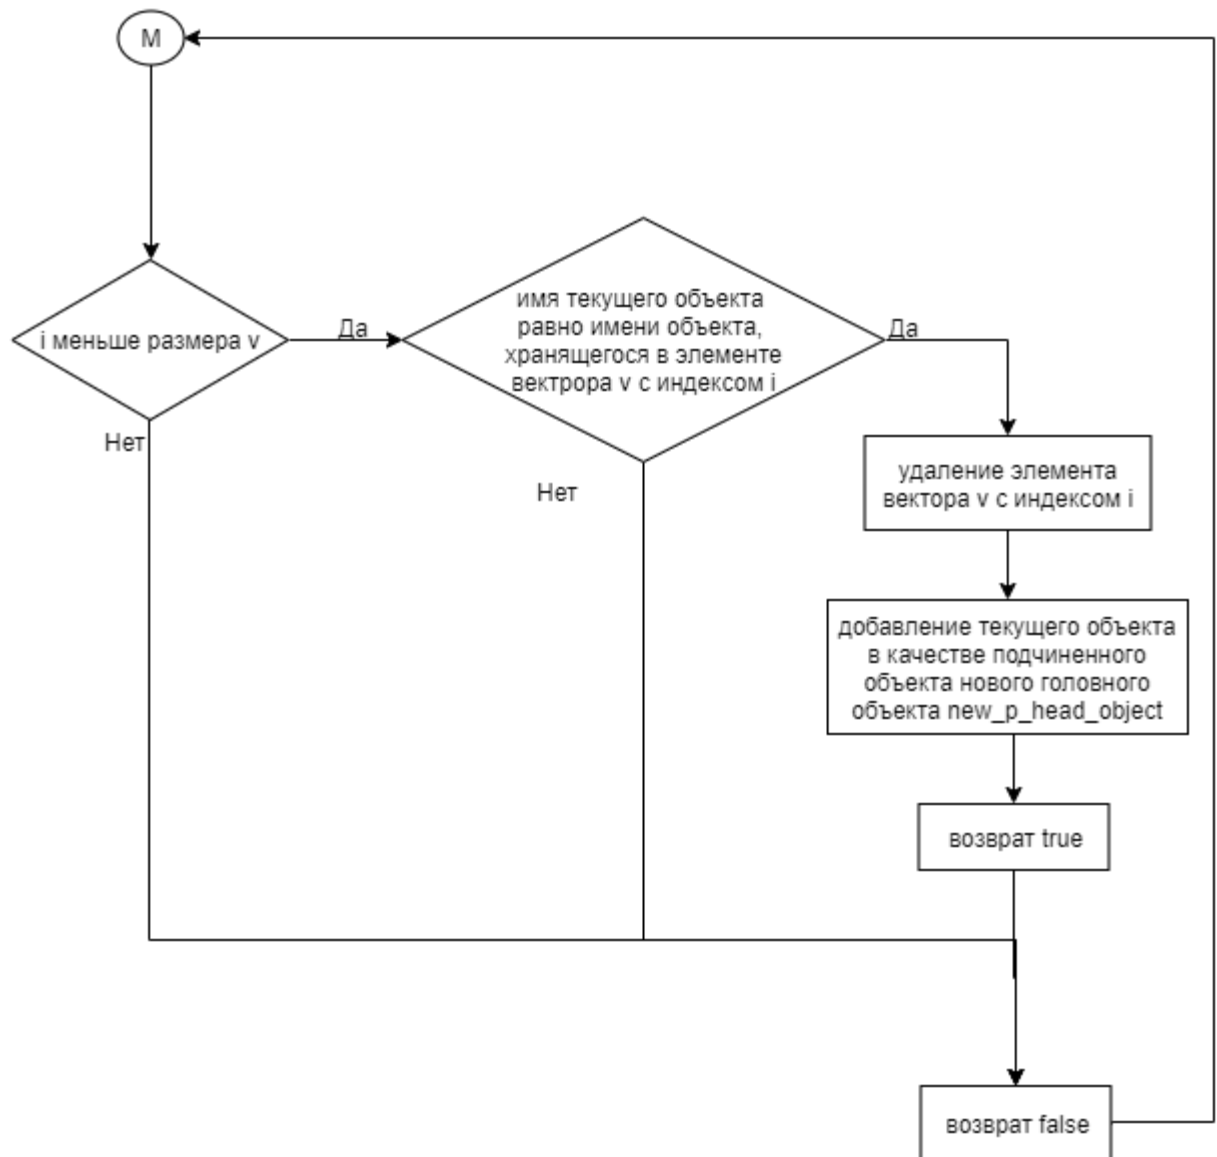 М
i меньше размера v
Да
имя текущего объекта
равно имени объекта,
хранящегося в элементе
вектрора v с индексом i
Да
Нет
Нет
удаление элемента
вектора v с индексом i
добавление текущего объекта
в качестве подчиненного
объекта нового головного
объекта new_p_head_object
возврат true
возврат false